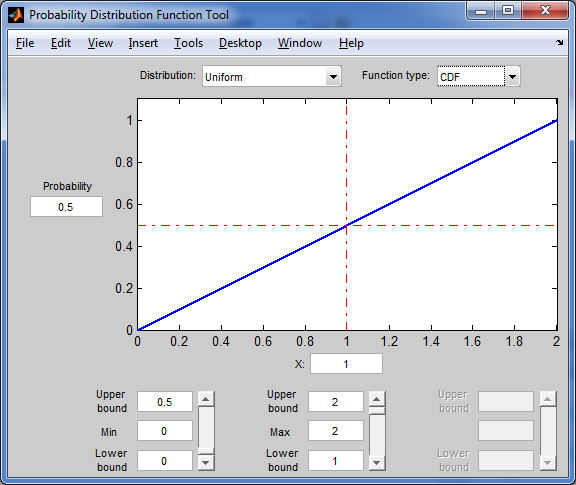 Probability Distribution Function Tool
File Edit View Insert Tools Desktop Window Help
Distribution: Uniform Function type: CDF
1
0.8
Probability
0.5
0.6
0.4
0.2
0
0 0.2 0.4 0.6 0.8 1 1.2 1.4 1.6 1.8 2
X: 1
Upper bound 0.5 Upper bound 2 Upper bound
Min 0 Max 2
Lower bound 0 Lower bound 1 Lower bound